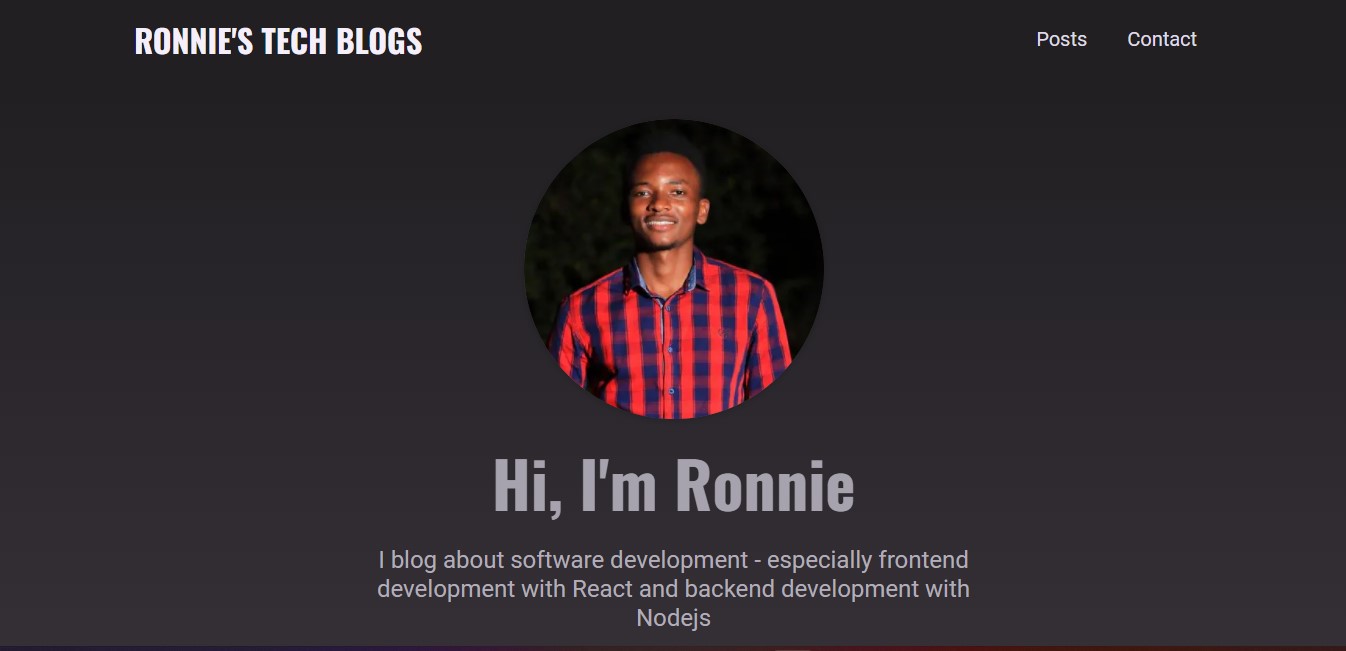 RONNIE'S TECH BLOGS
Posts
Contact
Hi, I'm Ronnie
I blog about software development - especially frontend
development with React and backend development with
Nodejs